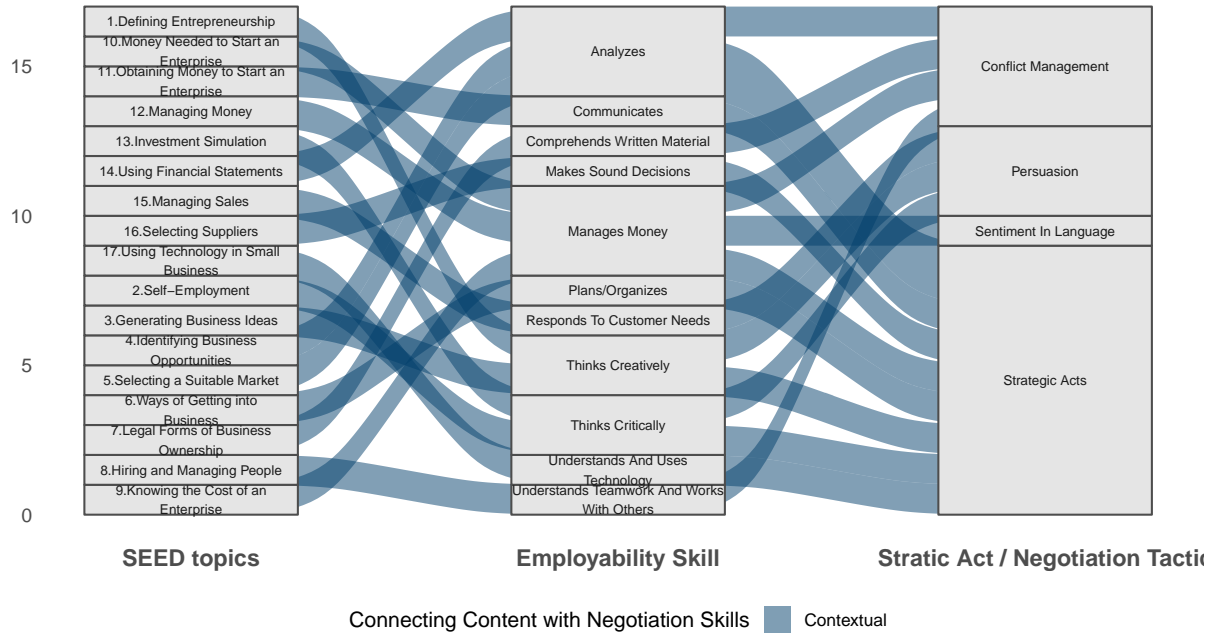 15
10
5
0
1.Defining Entrepreneurship
10.Money Needed to Start an
Enterprise
11.Obtaining Money to Start an
Enterprise
12.Managing Money
13.Investment Simulation
14.Using Financial Statements
15.Managing Sales
16.Selecting Suppliers
17.Using Technology in Small
Business
2.Self−Employment
3.Generating Business Ideas
4.Identifying Business
Opportunities
5.Selecting a Suitable Market
6.Ways of Getting into
Business
7.Legal Forms of Business
Ownership
8.Hiring and Managing People
9.Knowing the Cost of an
Enterprise
Analyzes
Communicates
Comprehends Written Material
Makes Sound Decisions
Manages Money
Plans/Organizes
Responds To Customer Needs
Thinks Creatively
Thinks Critically
Understands And Uses
Technology
Understands Teamwork And Works
With Others
Conflict Management
Persuasion
Sentiment In Language
Strategic Acts
SEED topics
Employability Skill
Stratic Act / Negotiation Tactic
Connecting Content with Negotiation Skills
Contextual